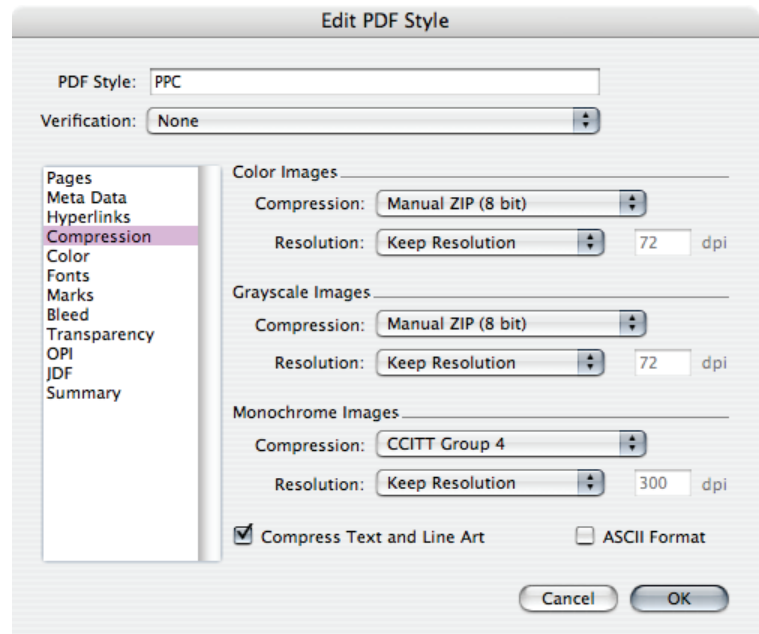 Edit PDF Style
PDF Style: PPC
Verification: None
Pages
Meta Data
Hyperlinks
Compression
Color
Fonts
Marks
Bleed
Transparency
OPI
JDF
Summary
Color Images
Compression: Manual ZIP (8 bit)
Resolution: Keep Resolution 72 dpi
Grayscale Images
Compression: Manual ZIP (8 bit)
Resolution: Keep Resolution 72 dpi
Monochrome Images
Compression: CCITT Group 4
Resolution: Keep Resolution 300 dpi
Compress Text and Line Art ASCII Format
Cancel OK